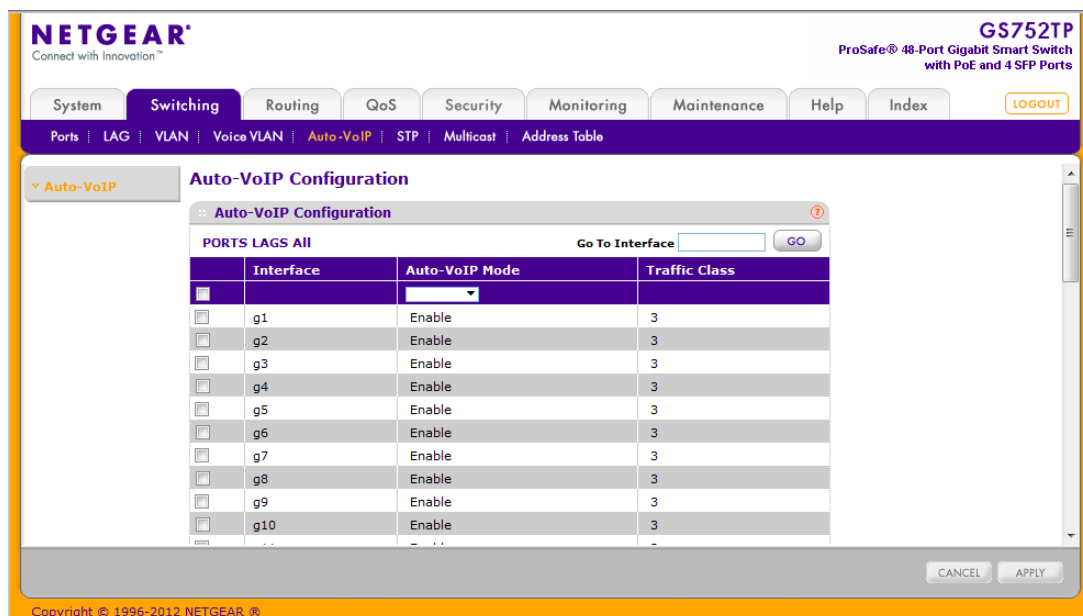 NETGEAR®
Connect with Innovation™
GS752TP
ProSafe® 48-Port Gigabit Smart Switch
with PoE and 4 SFP Ports
System Switching Routing QoS Security Monitoring Maintenance Help Index LOGOUT
Ports LAG VLAN Voice VLAN Auto-VoIP STP Multicast Address Table
Auto-VoIP
Auto-VoIP Configuration
Auto-VoIP Configuration ?
PORTS LAGS All Go To Interface GO
Interface Auto-VoIP Mode Traffic Class
g1 Enable 3
g2 Enable 3
g3 Enable 3
g4 Enable 3
g5 Enable 3
g6 Enable 3
g7 Enable 3
g8 Enable 3
g9 Enable 3
g10 Enable 3
CANCEL APPLY
Copyright © 1996-2012 NETGEAR ®